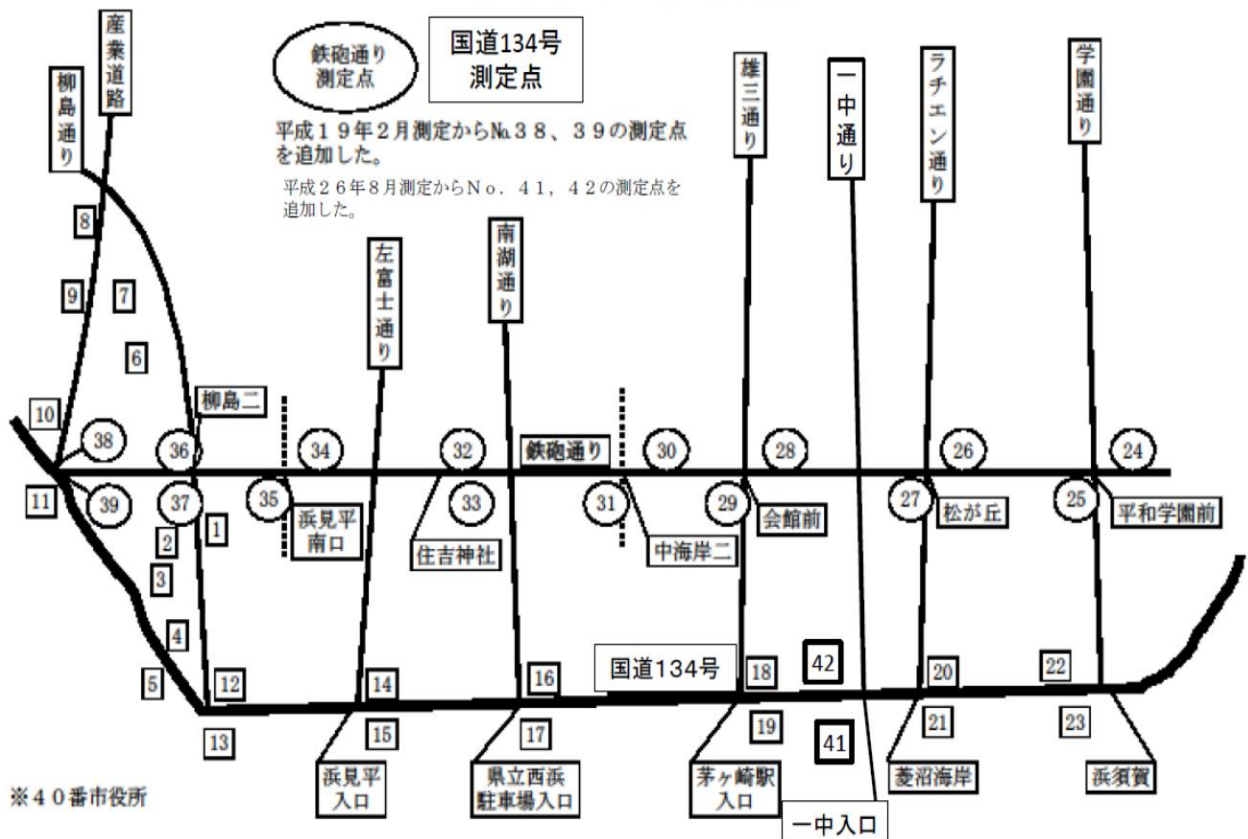 産業道路
柳島通り
鉄砲通り
測定点
国道134号
測定点
平成19年2月測定から№38、39の測定点
を追加した。
平成26年8月測定からNo．41，42の測定点を
追加した。
雄三通り
一中通り
ラチエン通り
学園通り
左富士通り
南湖通り
8
9
7
6
10
38
36
柳島二
34
32
鉄砲通り
30
28
26
24
11
39
37
1
35
浜見平
南口
33
住吉神社
31
中海岸二
29
会館前
27
松が丘
25
平和学園前
2
3
4
5
12
13
14
15
16
17
国道134号
18
19
42
41
20
21
22
23
浜見平
入口
県立西浜
駐車場入口
茅ヶ崎駅
入口
一中入口
菱沼海岸
浜須賀
※40番市役所